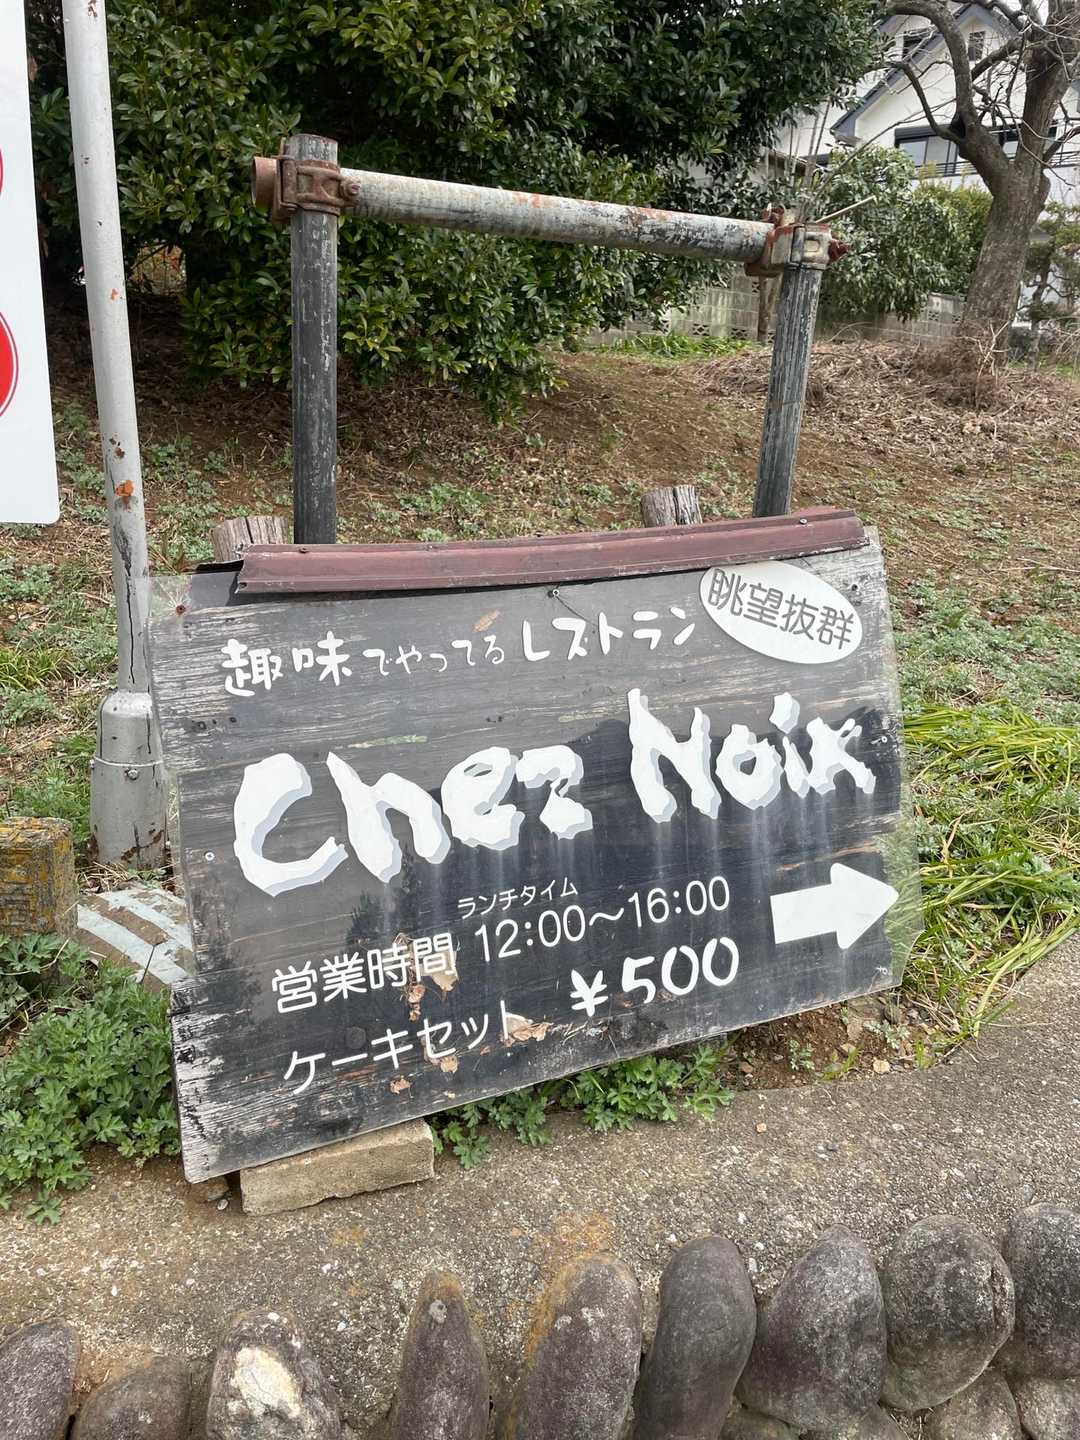 趣味でやってるレストラン
眺望抜群
Chez Noix
ランチタイム
営業時間 12:00〜16:00
ケーキセット ¥500